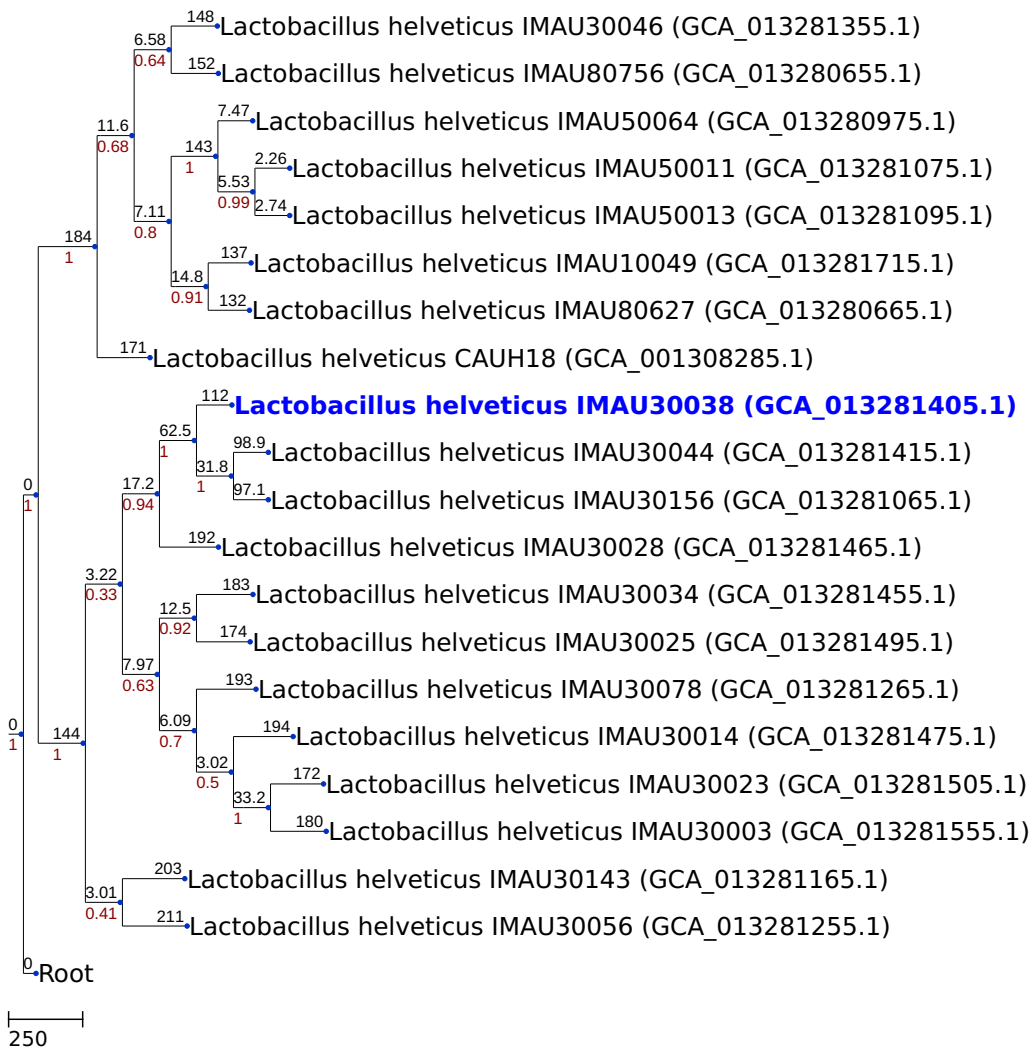 148
Lactobacillus helveticus IMAU30046 (GCA_013281355.1)
6.58
0.64
152
Lactobacillus helveticus IMAU80756 (GCA_013280655.1)
11.6
0.68
7.47
Lactobacillus helveticus IMAU50064 (GCA_013280975.1)
143
1
2.26
Lactobacillus helveticus IMAU50011 (GCA_013281075.1)
5.53
0.99
2.74
Lactobacillus helveticus IMAU50013 (GCA_013281095.1)
7.11
0.8
184
1
137
Lactobacillus helveticus IMAU10049 (GCA_013281715.1)
14.8
0.91
132
Lactobacillus helveticus IMAU80627 (GCA_013280665.1)
171
Lactobacillus helveticus CAUH18 (GCA_001308285.1)
112
Lactobacillus helveticus IMAU30038 (GCA_013281405.1)
62.5
1
98.9
Lactobacillus helveticus IMAU30044 (GCA_013281415.1)
31.8
1
97.1
Lactobacillus helveticus IMAU30156 (GCA_013281065.1)
0
1
17.2
0.94
192
Lactobacillus helveticus IMAU30028 (GCA_013281465.1)
3.22
0.33
183
Lactobacillus helveticus IMAU30034 (GCA_013281455.1)
12.5
0.92
174
Lactobacillus helveticus IMAU30025 (GCA_013281495.1)
7.97
0.63
193
Lactobacillus helveticus IMAU30078 (GCA_013281265.1)
6.09
0.7
0
1
144
1
194
Lactobacillus helveticus IMAU30014 (GCA_013281475.1)
3.02
0.5
172
Lactobacillus helveticus IMAU30023 (GCA_013281505.1)
33.2
1
180
Lactobacillus helveticus IMAU30003 (GCA_013281555.1)
203
Lactobacillus helveticus IMAU30143 (GCA_013281165.1)
3.01
0.41
211
Lactobacillus helveticus IMAU30056 (GCA_013281255.1)
0
Root
250